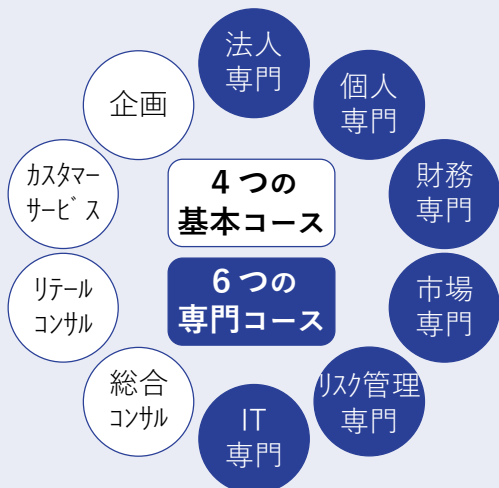 法人
専門
個人
専門
財務
専門
市場
専門
リスク管理
専門
IT
専門
総合
コンサル
リテール
コンサル
カスタマー
サービス
企画
4つの
基本コース
6つの
専門コース